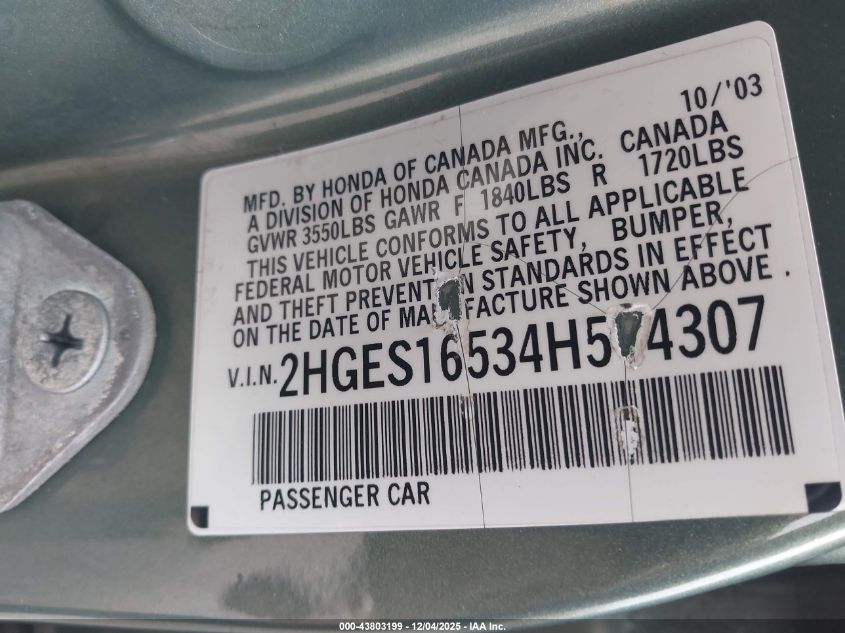 10/'03
MFD. BY HONDA OF CANADA MFG.,
A DIVISION OF HONDA CANADA INC. CANADA
GVWR 3550LBS GAWR F 1840LBS R 1720LBS
THIS VEHICLE CONFORMS TO ALL APPLICABLE
FEDERAL MOTOR VEHICLE SAFETY, BUMPER,
AND THEFT PREVENT ON STANDARDS IN EFFECT
ON THE DATE OF MA UFACTURE SHOWN ABOVE.
V.I.N. 2HGES16534H5 4307
PASSENGER CAR
000-43803199 - 12/04/2025 - IAA Inc.